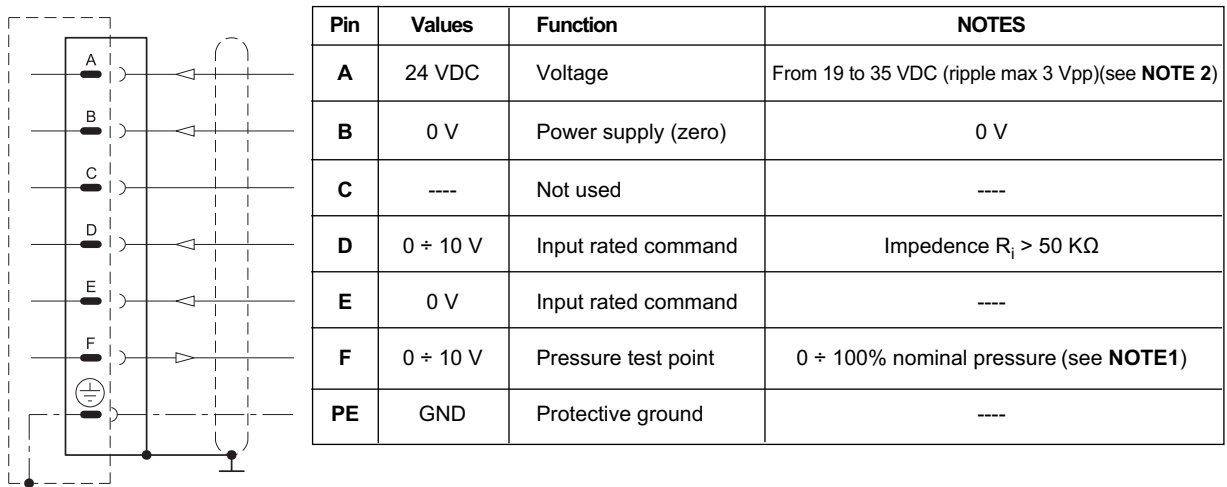 A
B
C
D
E
F
Pin Values Function NOTES
A 24 VDC Voltage From 19 to 35 VDC (ripple max 3 Vpp)(see NOTE 2)
B 0 V Power supply (zero) 0 V
C ---- Not used ----
D 0 ÷ 10 V Input rated command Impedence Ri > 50 KΩ
E 0 V Input rated command ----
F 0 ÷ 10 V Pressure test point 0 ÷ 100% nominal pressure (see NOTE1)
PE GND Protective ground ----